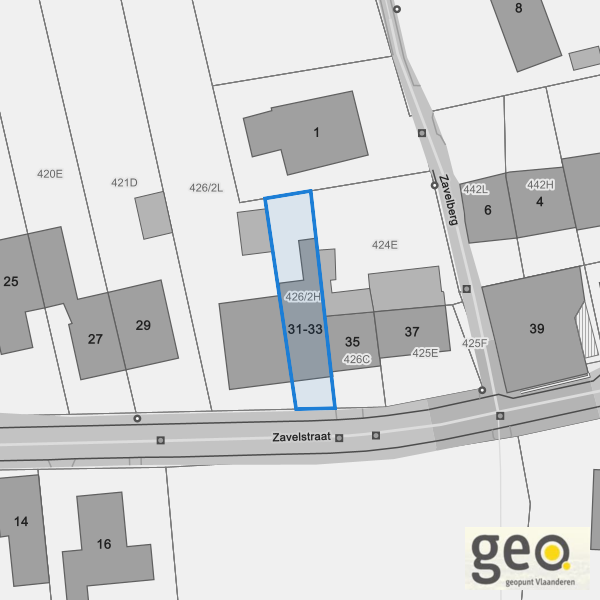 8
1
420E
421D
426/2L
Zavelberg
442L
442H
6
4
424E
25
27
29
426/2H
31-33
35
37
39
426C
425E
425F
Zavelstraat
14
16
geo
geopunt Vlaanderen